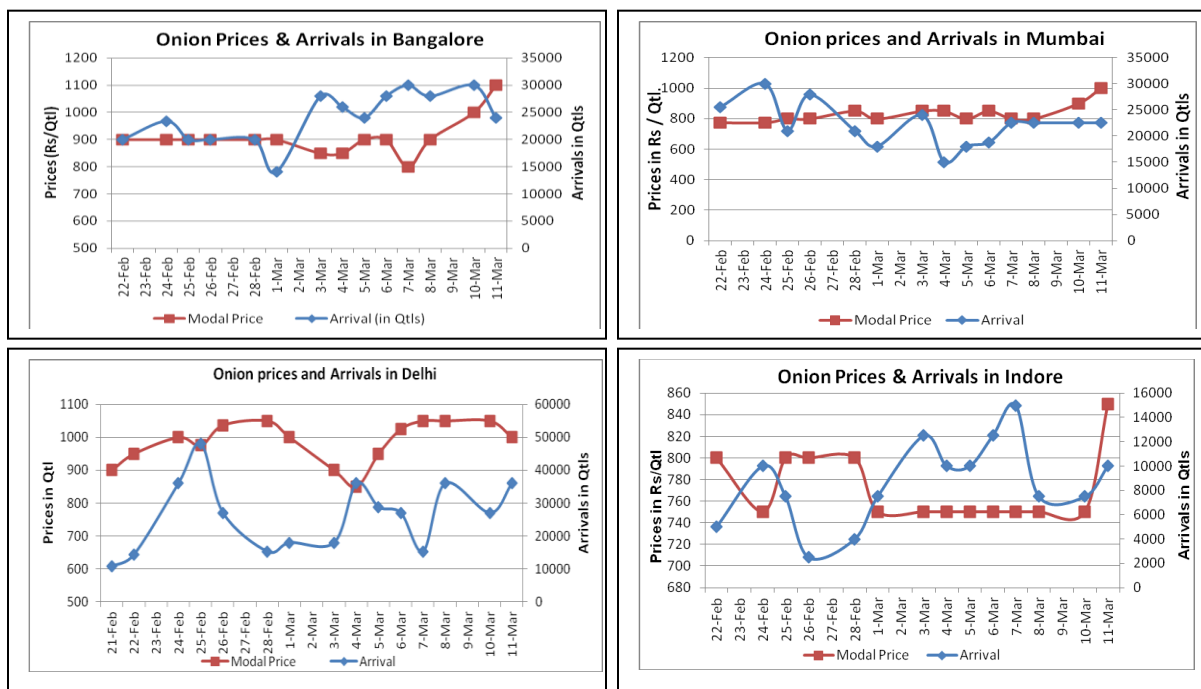 Onion Prices & Arrivals in Bangalore
Prices (Rs/Qtl)
1200
1100
1000
900
800
700
600
500
35000
30000
25000
20000
15000
10000
5000
0
Arrivals in Qtls
22-Feb
23-Feb
24-Feb
25-Feb
26-Feb
27-Feb
28-Feb
1-Mar
2-Mar
3-Mar
4-Mar
5-Mar
6-Mar
7-Mar
8-Mar
9-Mar
10-Mar
11-Mar
Modal Price Arrival (in Qtls)
Onion prices and Arrivals in Mumbai
Prices in Rs / Qtl.
1200
1000
800
600
400
200
0
35000
30000
25000
20000
15000
10000
5000
0
Arrivals in Qtls
22-Feb
23-Feb
24-Feb
25-Feb
26-Feb
27-Feb
28-Feb
1-Mar
2-Mar
3-Mar
4-Mar
5-Mar
6-Mar
7-Mar
8-Mar
9-Mar
10-Mar
11-Mar
Modal Price Arrival
Onion prices and Arrivals in Delhi
Prices in Qtl
1100
1000
900
800
700
600
500
60000
50000
40000
30000
20000
10000
0
Arrivals in Qtls
21-Feb
22-Feb
23-Feb
24-Feb
25-Feb
26-Feb
27-Feb
28-Feb
1-Mar
2-Mar
3-Mar
4-Mar
5-Mar
6-Mar
7-Mar
8-Mar
9-Mar
10-Mar
11-Mar
Modal Price Arrival
Onion Prices & Arrivals in Indore
Prices in Rs/Qtl
860
840
820
800
780
760
740
720
700
680
16000
14000
12000
10000
8000
6000
4000
2000
0
Arrivals in Qtls
22-Feb
23-Feb
24-Feb
25-Feb
26-Feb
27-Feb
28-Feb
1-Mar
2-Mar
3-Mar
4-Mar
5-Mar
6-Mar
7-Mar
8-Mar
9-Mar
10-Mar
11-Mar
Modal Price Arrival